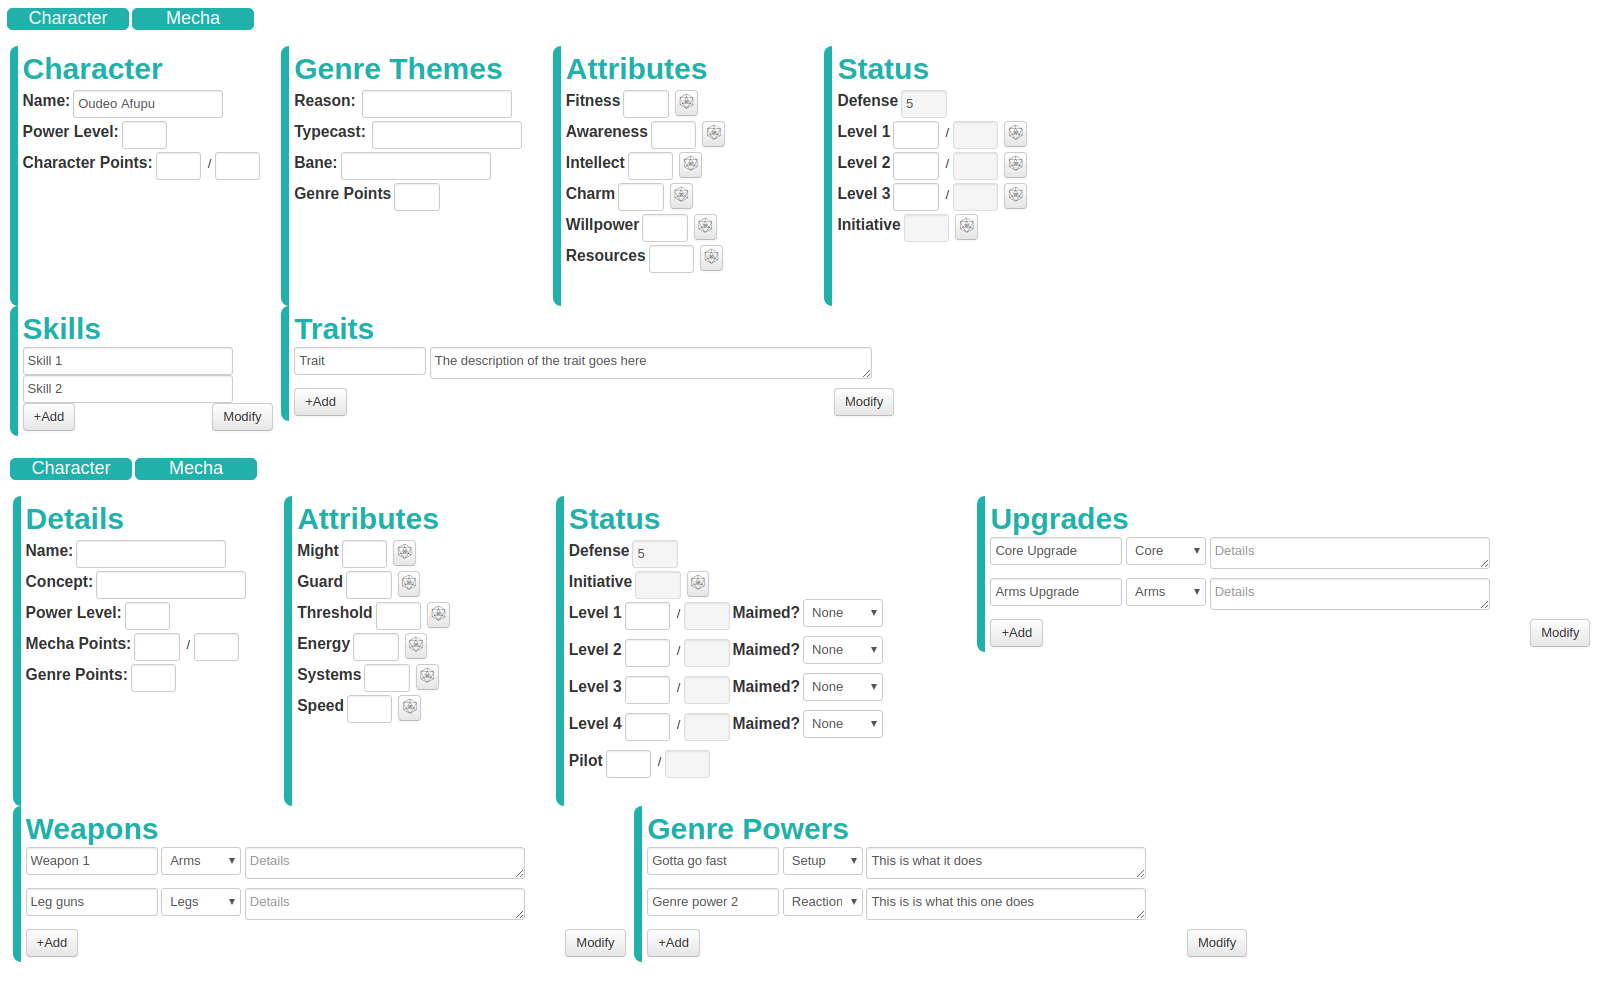 Character Mecha
Character
Name: Oudeo Afupu
Power Level:
Character Points: /
Genre Themes
Reason:
Typecast:
Bane:
Genre Points
Attributes
Fitness
Awareness
Intellect
Charm
Willpower
Resources
Status
Defense 5
Level 1 /
Level 2 /
Level 3 /
Initiative
Skills
Skill 1
Skill 2
+Add Modify
Traits
Trait The description of the trait goes here
+Add Modify
Character Mecha
Details
Name:
Concept:
Power Level:
Mecha Points: /
Genre Points:
Attributes
Might
Guard
Threshold
Energy
Systems
Speed
Status
Defense 5
Initiative
Level 1 / Maimed? None
Level 2 / Maimed? None
Level 3 / Maimed? None
Level 4 / Maimed? None
Pilot /
Upgrades
Core Upgrade Core Details
Arms Upgrade Arms Details
+Add Modify
Weapons
Weapon 1 Arms Details
Leg guns Legs Details
+Add Modify
Genre Powers
Gotta go fast Setup This is what it does
Genre power 2 Reaction This is is what this one does
+Add Modify